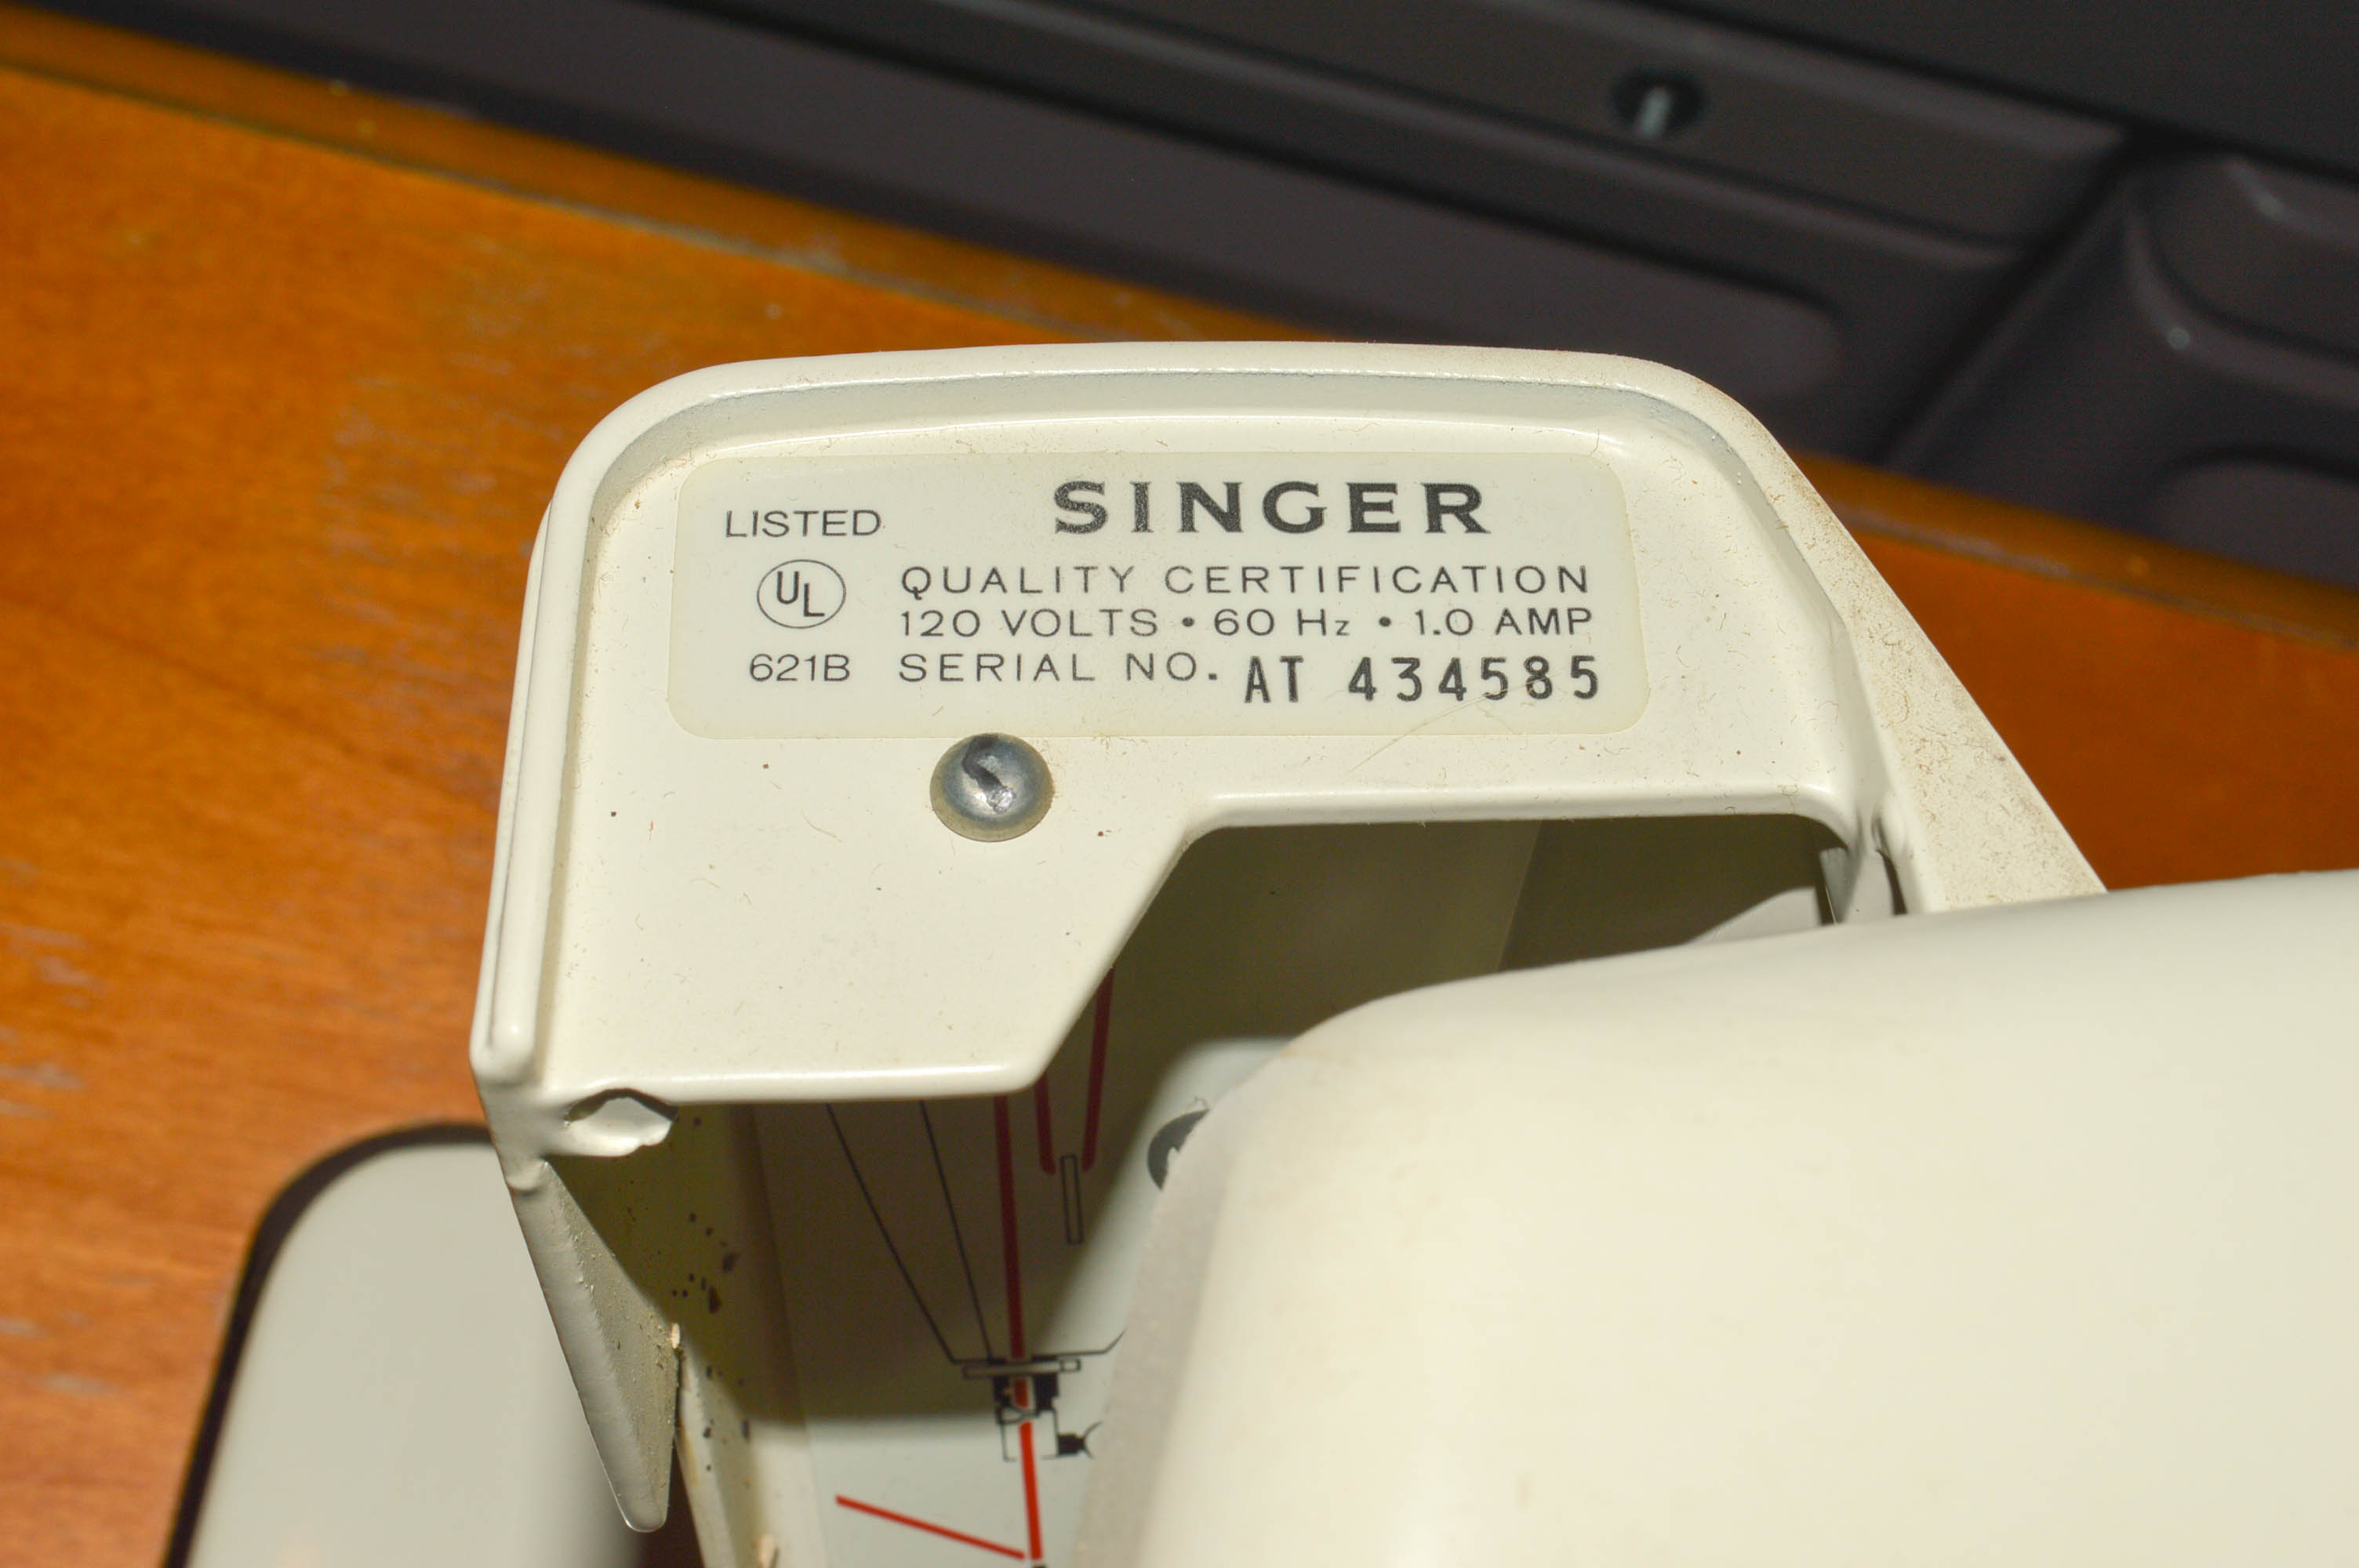 LISTED
UL
621B
SINGER
QUALITY CERTIFICATION
120 VOLTS • 60 Hz • 1.0 AMP
SERIAL NO. AT 434585